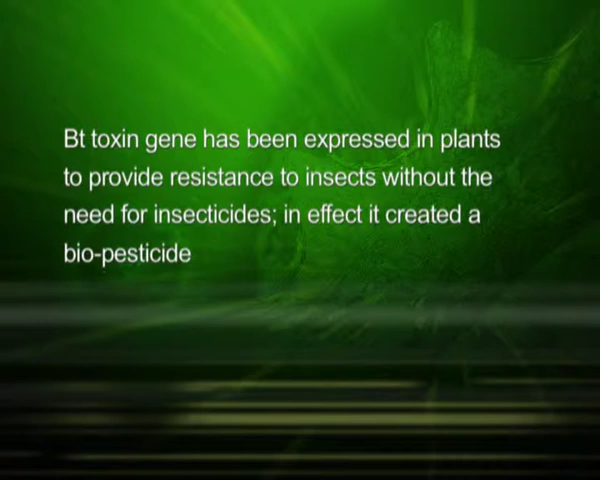 Bt toxin gene has been expressed in plants
to provide resistance to insects without the
need for insecticides; in effect it created a
bio-pesticide